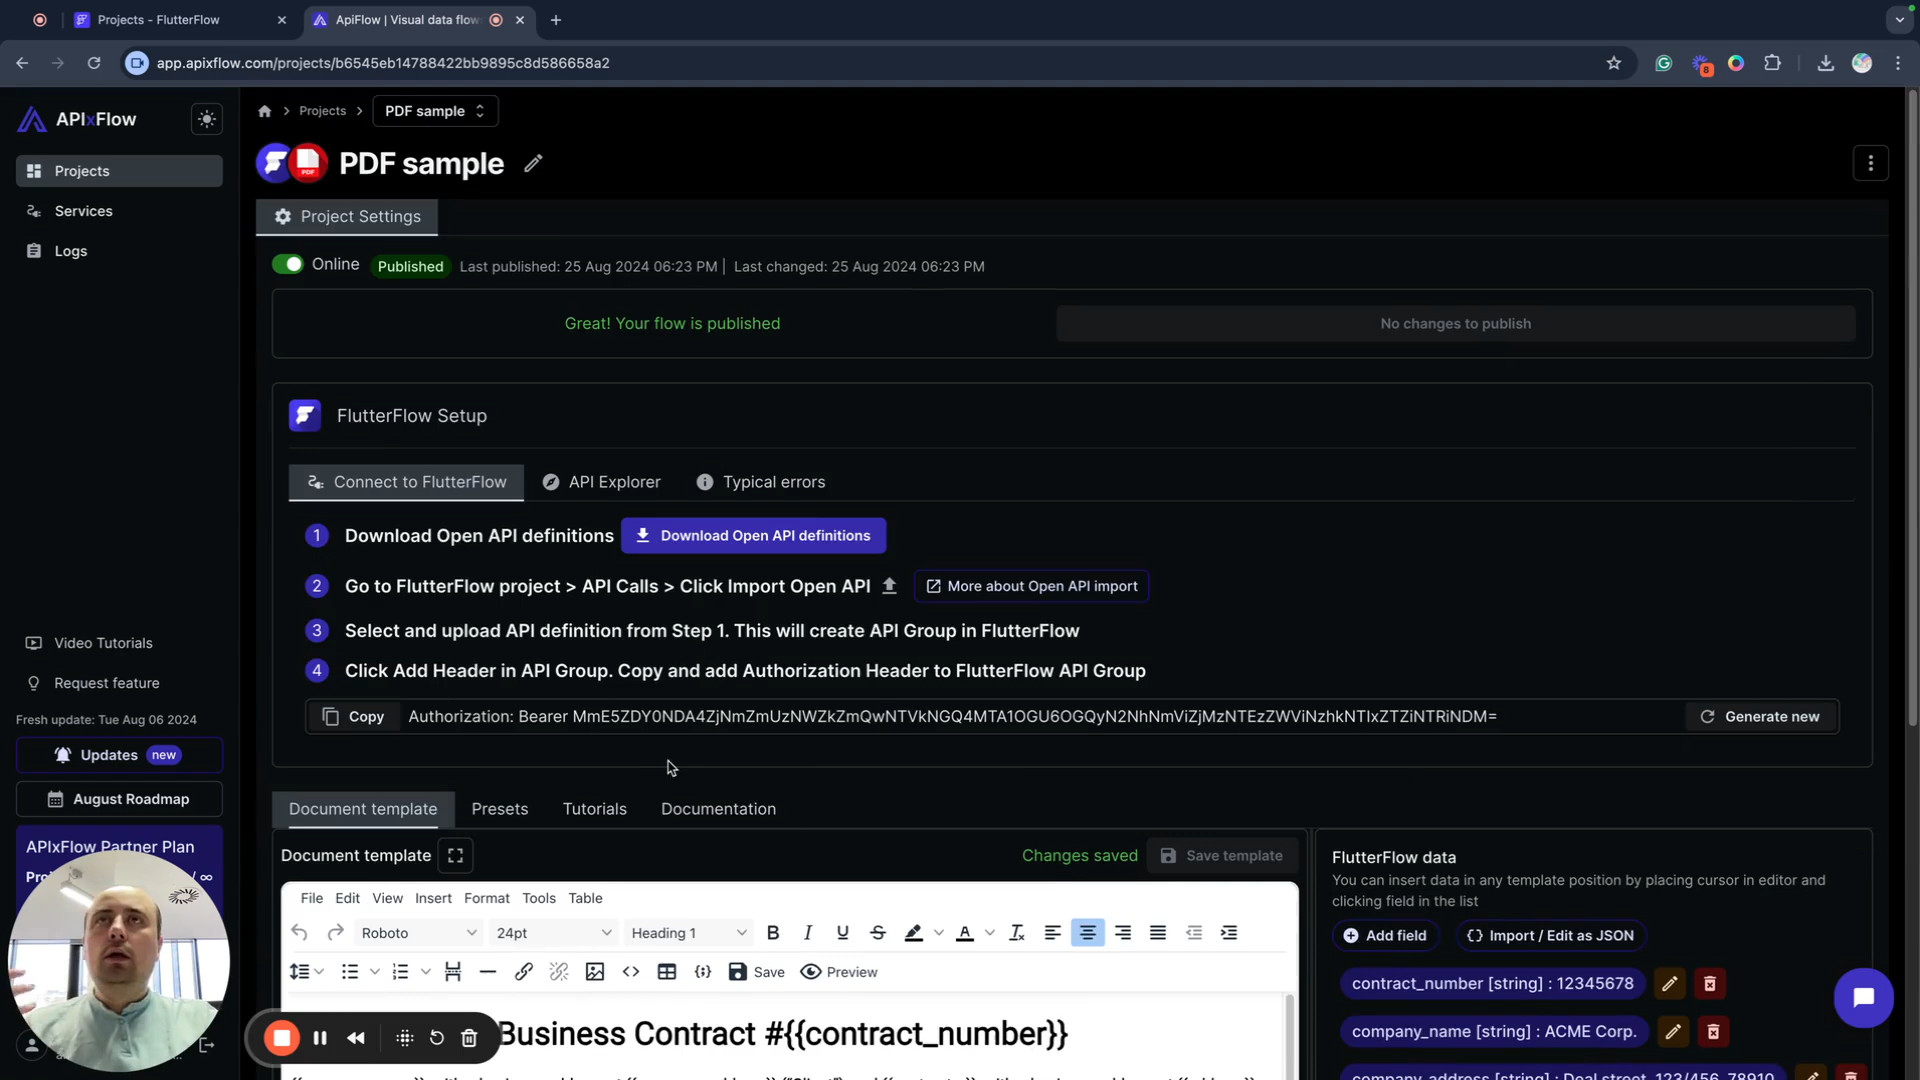 Projects - FlutterFlow
ApiFlow | Visual data flow
app.apixflow.com/projects/b6545eb14788422bb9895c8d586658a2
8
APIxFlow
Projects
PDF sample
Projects
Services
Logs
PDF
PDF sample
Project Settings
Online
Published
Last published: 25 Aug 2024 06:23 PM | Last changed: 25 Aug 2024 06:23 PM
Great! Your flow is published
No changes to publish
FlutterFlow Setup
Connect to FlutterFlow
API Explorer
Typical errors
1 Download Open API definitions
Download Open API definitions
2 Go to FlutterFlow project > API Calls > Click Import Open API
More about Open API import
3 Select and upload API definition from Step 1. This will create API Group in FlutterFlow
4 Click Add Header in API Group. Copy and add Authorization Header to FlutterFlow API Group
Copy
Authorization: Bearer MmE5ZDY0NDA4ZjNmZmUzNWZkZmQwNTVkNGQ4MTA1OGU6OGQyN2NhNmViZjMzNTEzZWViNzhkNTIxZTZiNTRiNDM=
Generate new
Video Tutorials
Request feature
Fresh update: Tue Aug 06 2024
Updates new
August Roadmap
APIxFlow Partner Plan
/ ∞
Document template
Presets
Tutorials
Documentation
Document template
Changes saved
Save template
File Edit View Insert Format Tools Table
Roboto
24pt
Heading 1
Save
Preview
Business Contract #{{contract_number}}
FlutterFlow data
You can insert data in any template position by placing cursor in editor and
clicking field in the list
Add field
Import / Edit as JSON
contract_number [string] : 12345678
company_name [string] : ACME Corp.
company_address [string] : Deal street, 123/456, 78910